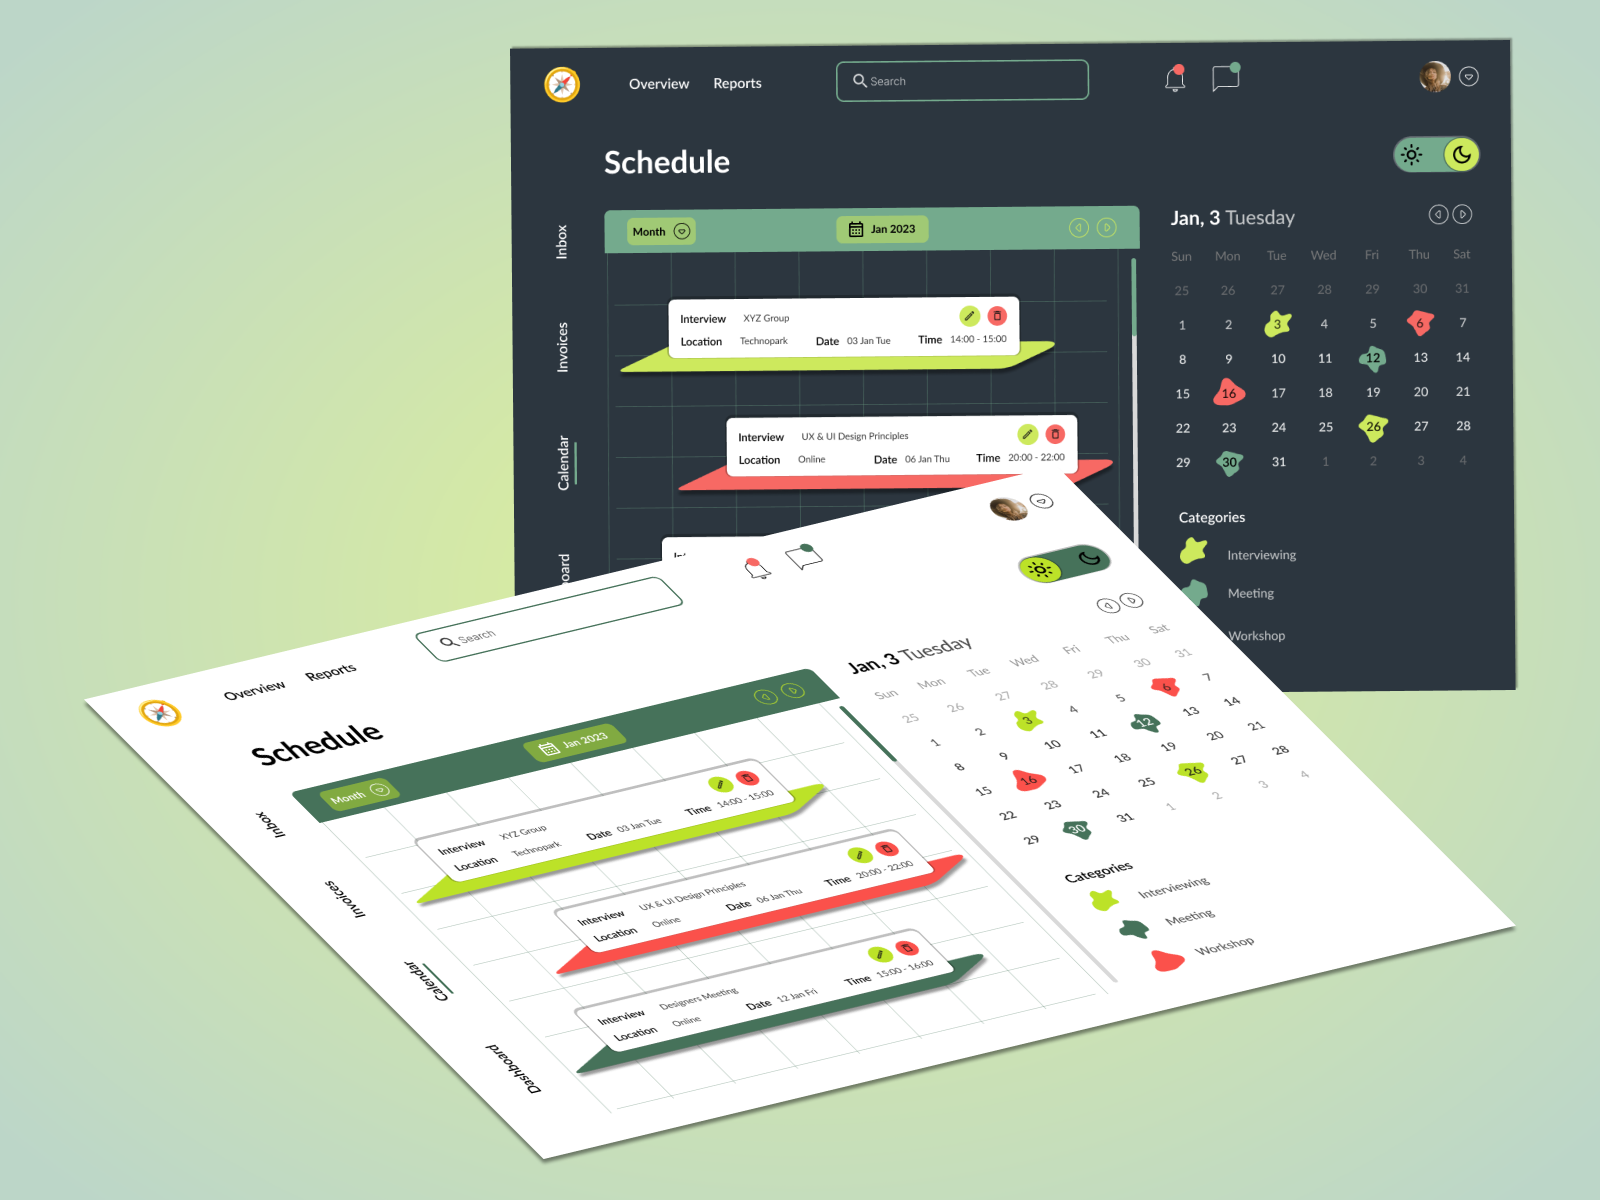 Overview Reports Search
Schedule
Inbox
Invoices
Calendar
board
Month Jan 2023
Interview XYZ Group
Location Technopark Date 03 Jan Tue Time 14:00 - 15:00
Interview UX & UI Design Principles
Location Online Date 06 Jan Thu Time 20:00 - 22:00
Jan, 3 Tuesday
Sun Mon Tue Wed Fri Thu Sat
25 26 27 28 29 30 31
1 2 3 4 5 6 7
8 9 10 11 12 13 14
15 16 17 18 19 20 21
22 23 24 25 26 27 28
29 30 31 1 2 3 4
Categories
Interviewing
Meeting
Workshop
Overview Reports Search
Schedule
Inbox
Invoices
Calendar
Dashboard
Month Jan 2023
Interview XYZ Group
Location Technopark Date 03 Jan Tue Time 14:00 - 15:00
Interview UX & UI Design Principles
Location Online Date 06 Jan Thu Time 20:00 - 22:00
Interview Designers Meeting
Location Online Date 12 Jan Fri Time 15:00 - 16:00
Jan, 3 Tuesday
Sun Mon Tue Wed Fri Thu Sat
25 26 27 28 29 30 31
1 2 3 4 5 6 7
8 9 10 11 12 13 14
15 16 17 18 19 20 21
22 23 24 25 26 27 28
29 30 31 1 2 3 4
Categories
Interviewing
Meeting
Workshop